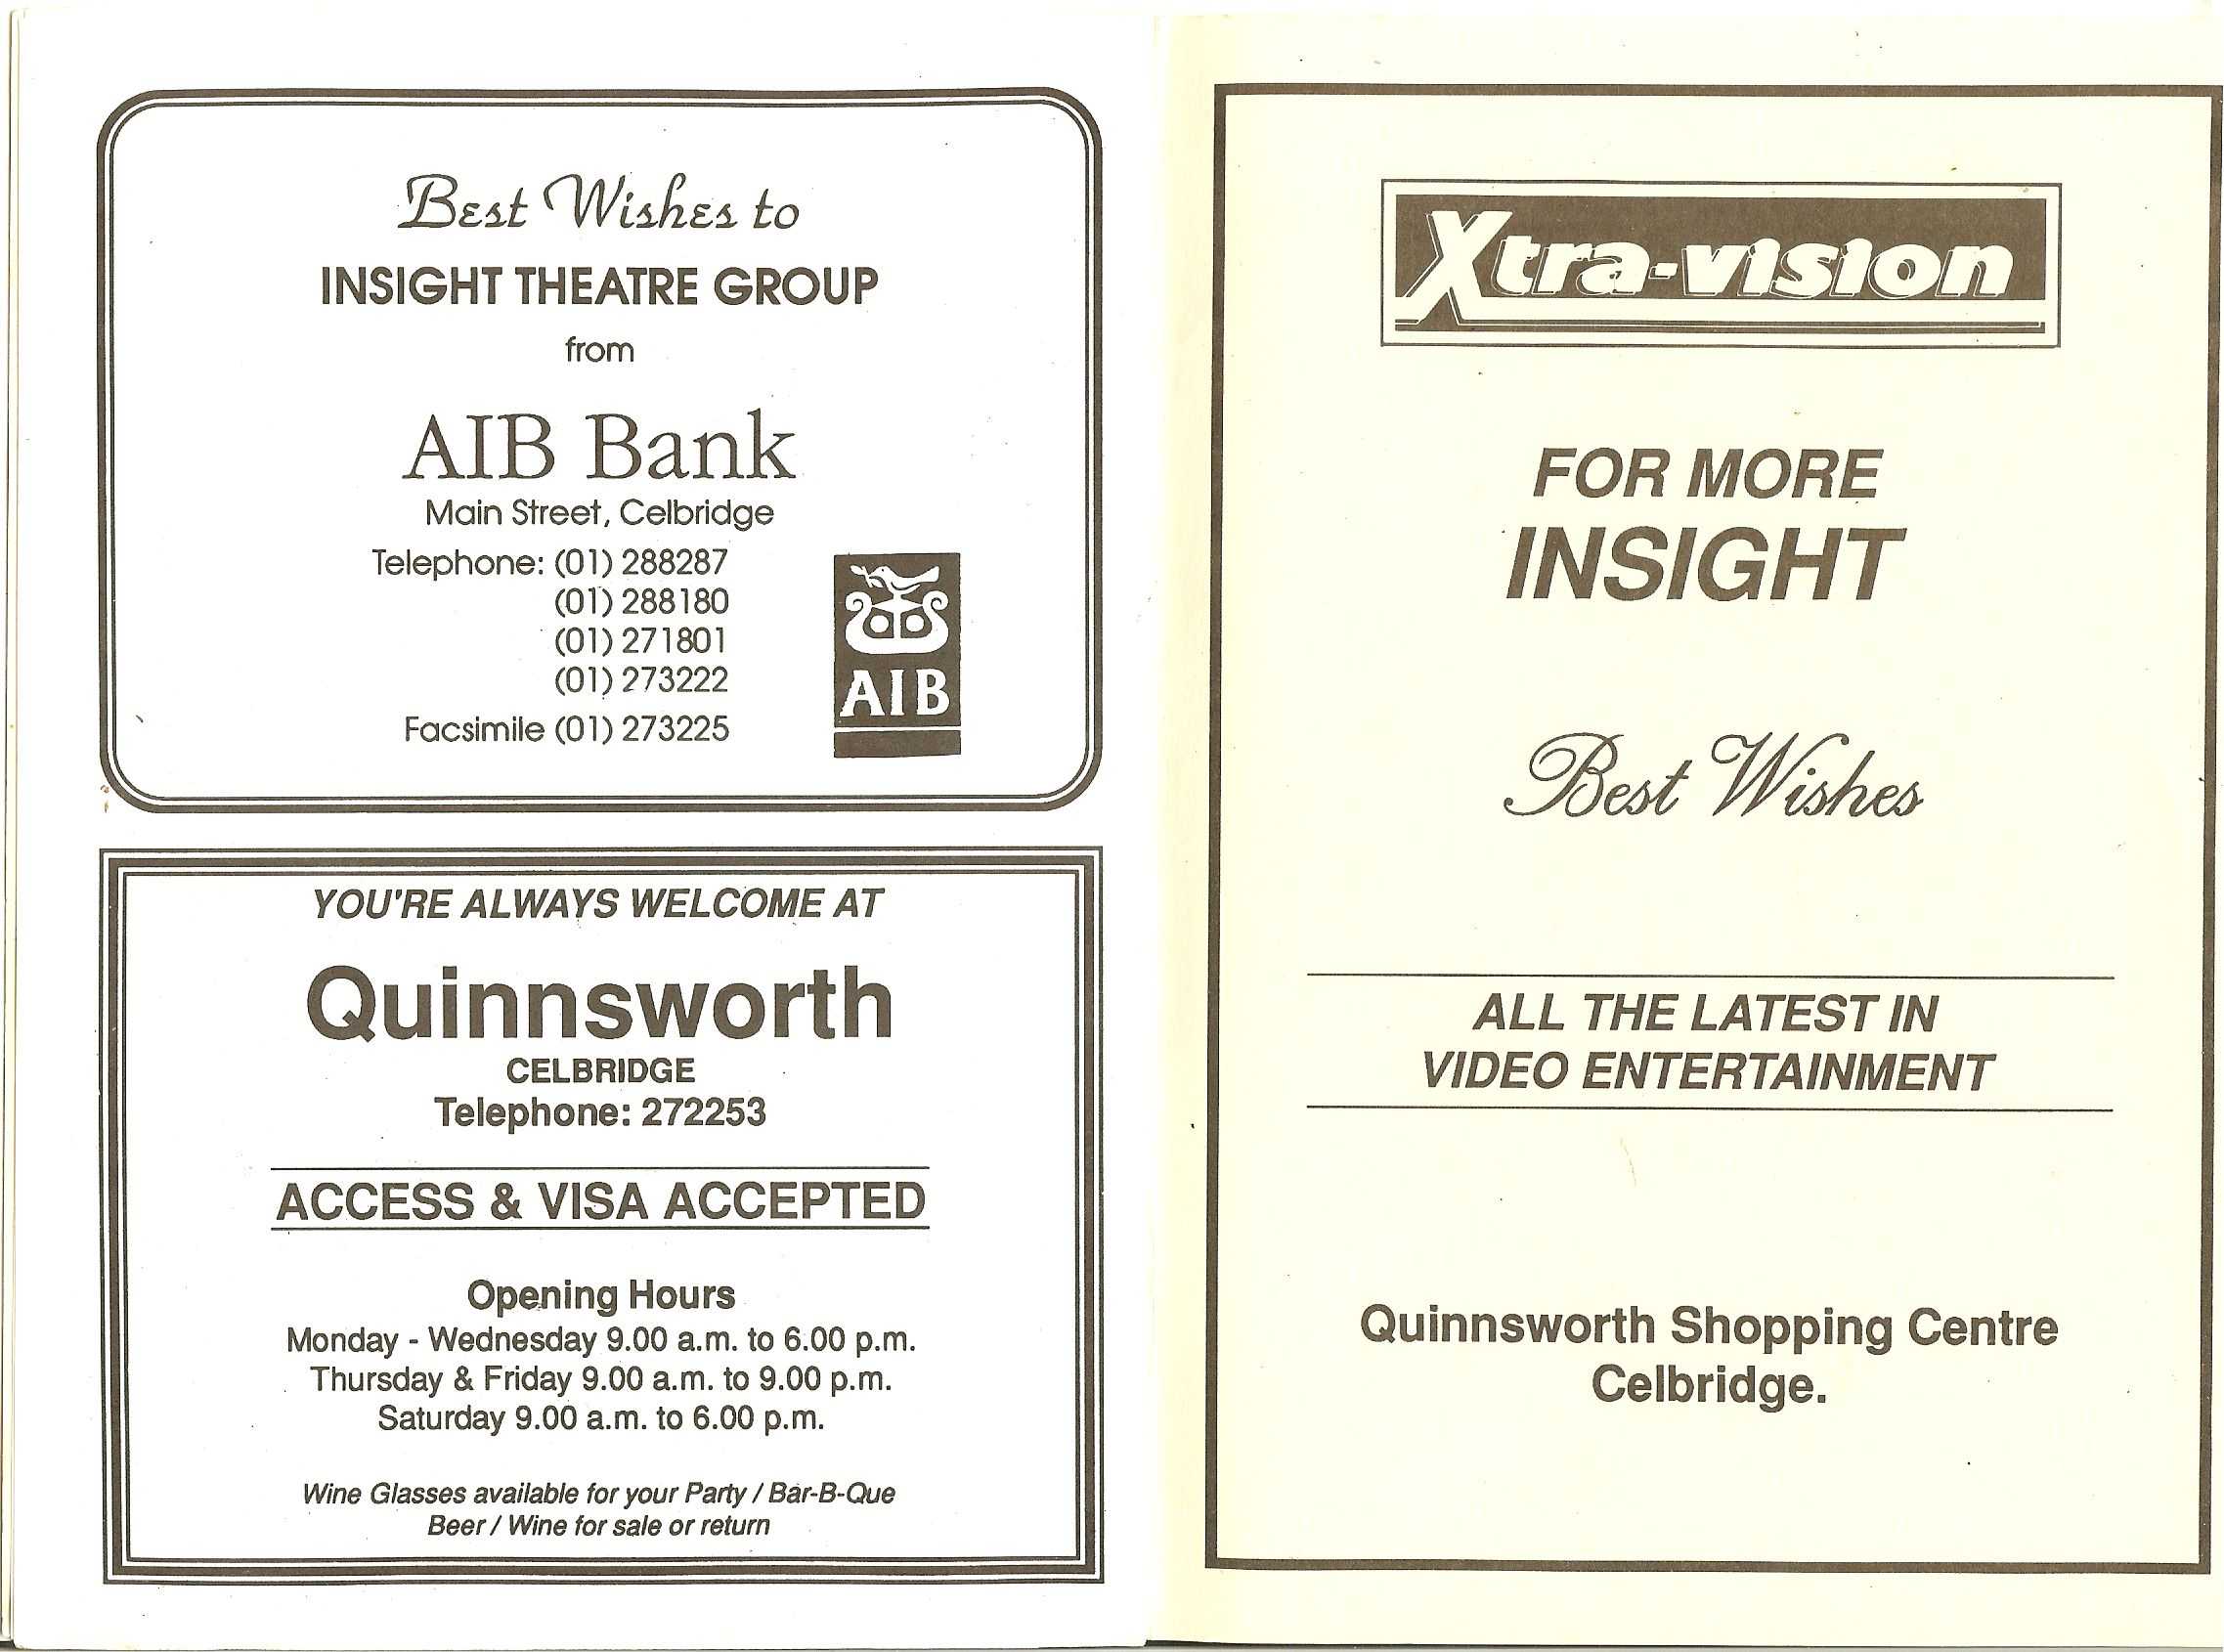 Best Wishes to
INSIGHT THEATRE GROUP
from
AIB Bank
Main Street, Celbridge
Telephone: (01) 288287
(01) 288180
(01) 271801
(01) 273222
Facsimile (01) 273225
AIB
YOU'RE ALWAYS WELCOME AT
Quinnsworth
CELBRIDGE
Telephone: 272253
ACCESS & VISA ACCEPTED
Opening Hours
Monday - Wednesday 9.00 a.m. to 6.00 p.m.
Thursday & Friday 9.00 a.m. to 9.00 p.m.
Saturday 9.00 a.m. to 6.00 p.m.
Wine Glasses available for your Party / Bar-B-Que
Beer / Wine for sale or return
Xtra-vision
FOR MORE
INSIGHT
Best Wishes
ALL THE LATEST IN
VIDEO ENTERTAINMENT
Quinnsworth Shopping Centre
Celbridge.